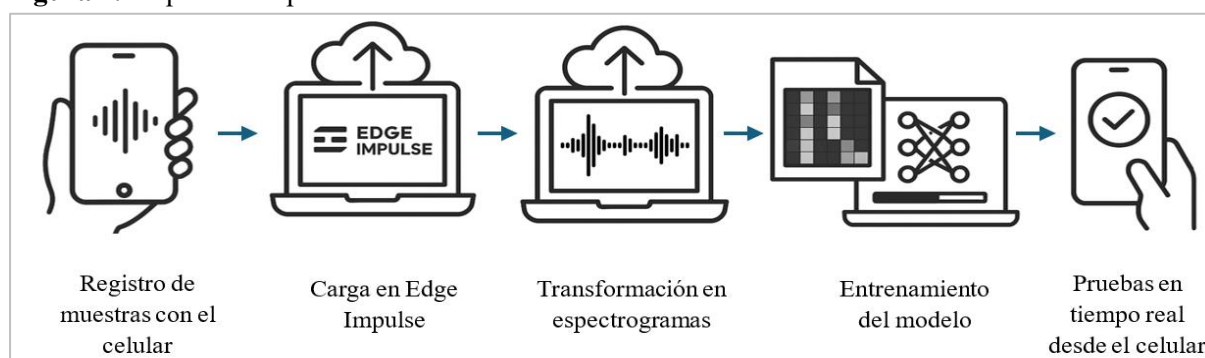 EDGE
IMPULSE
Registro de
muestras con el
celular
Carga en Edge
Impulse
Transformación en
espectrogramas
Entrenamiento
del modelo
Pruebas en
tiempo real
desde el celular